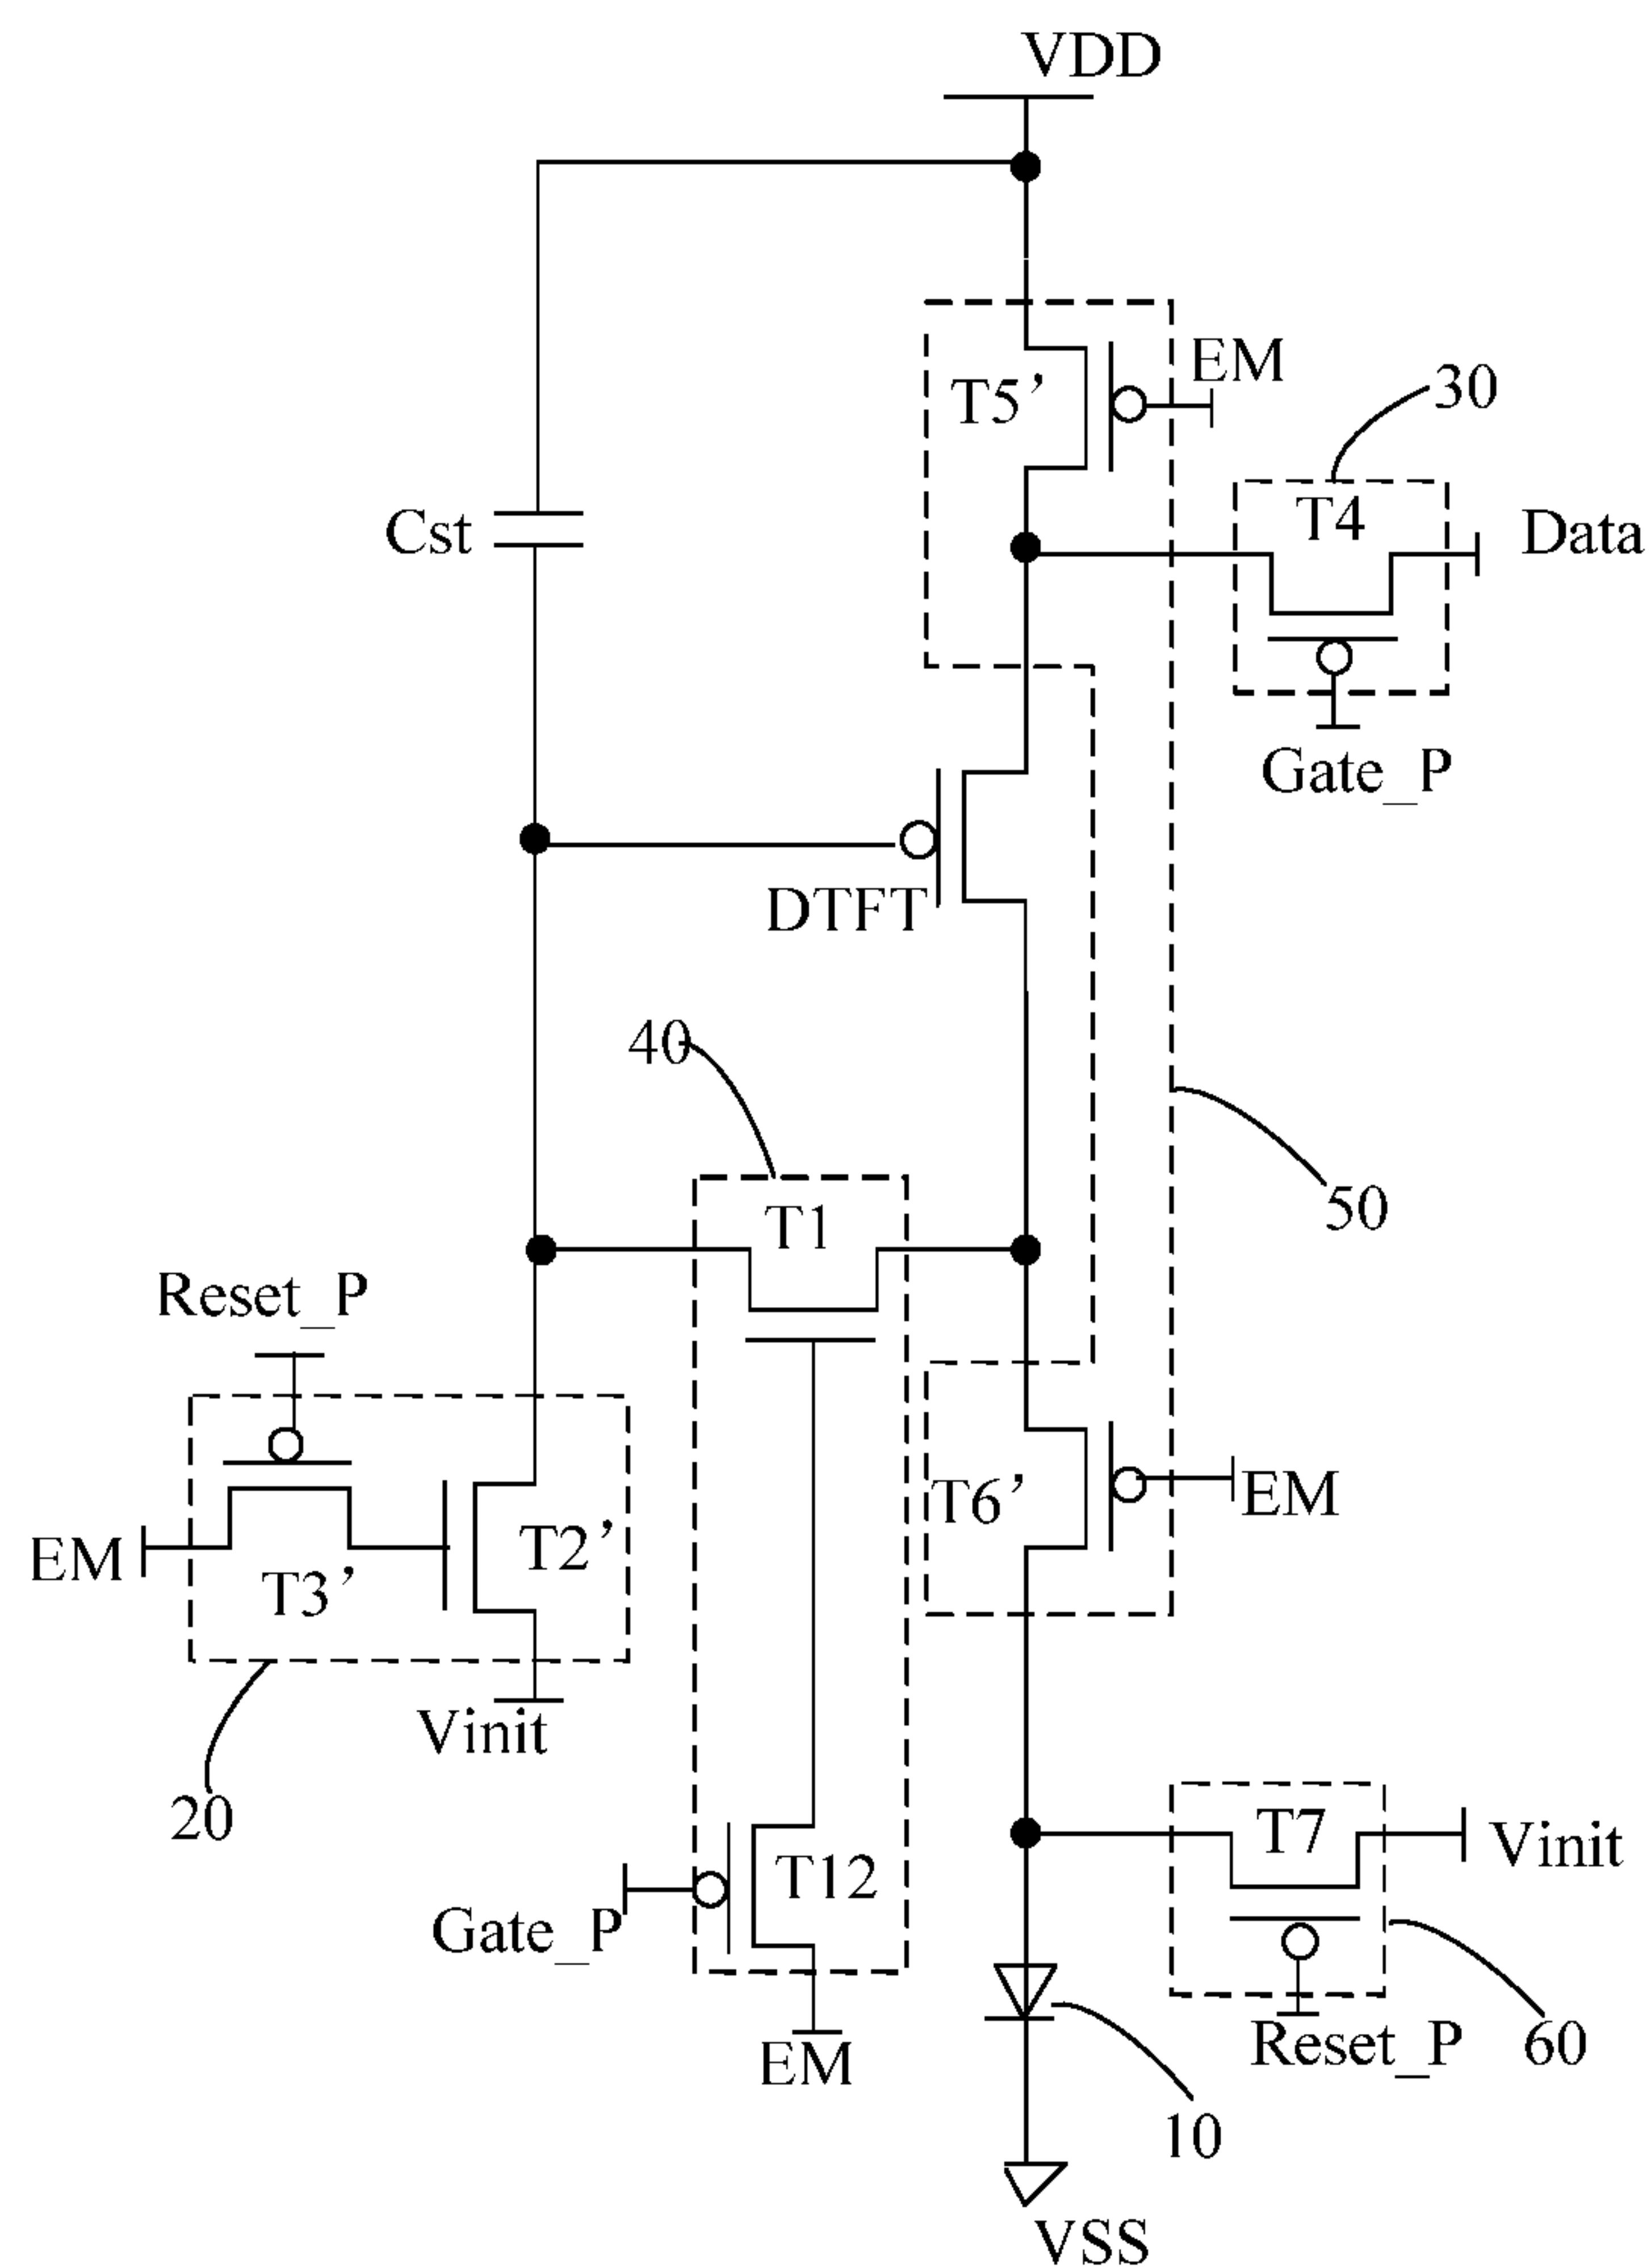 VDD
EM
T5’
30
T4
Data
Cst
Gate_P
DTFT
40
50
T1
Reset_P
T6’
EM
T2’
EM
T3’
Vinit
20
T7
Vinit
T12
Gate_P
EM
Reset_P
60
10
VSS